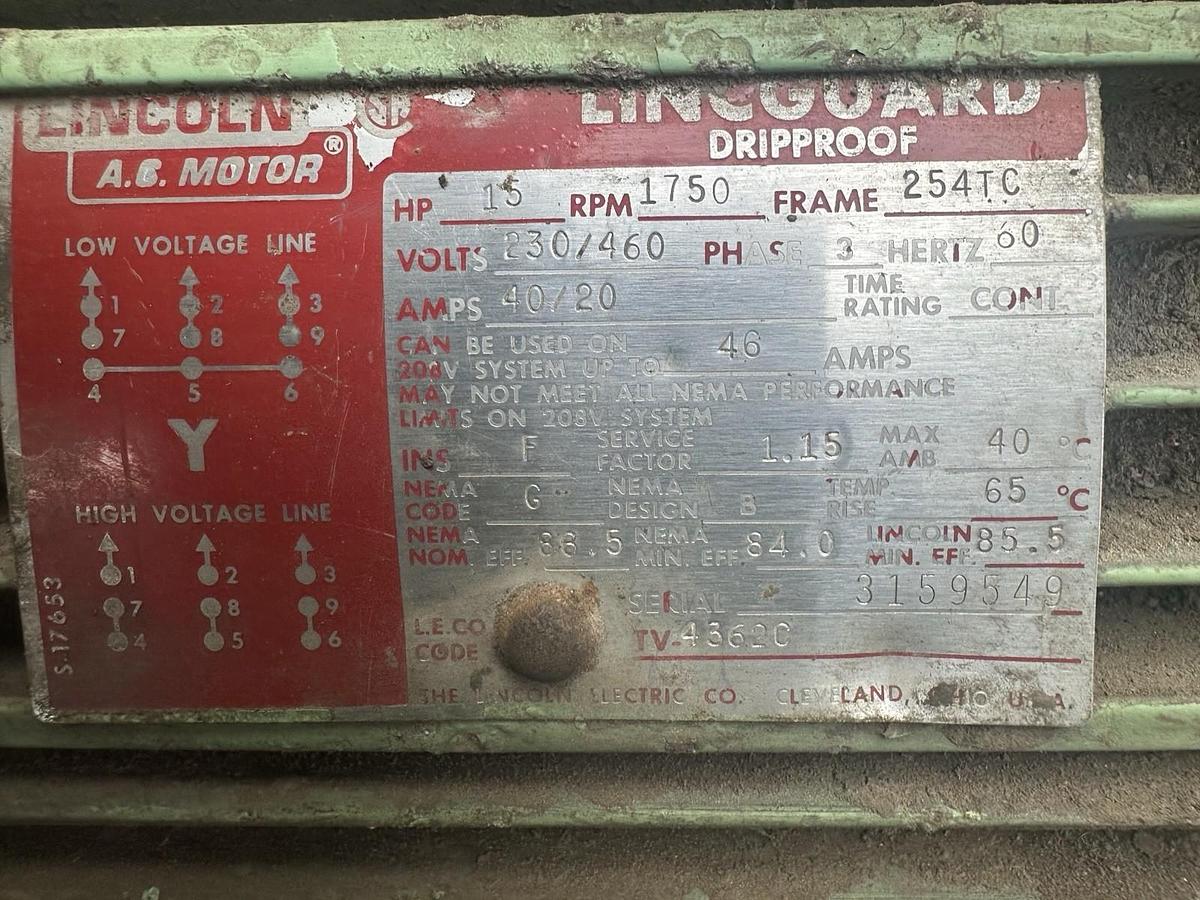 LINCOLN
A.C. MOTOR®
LINCGUARD
DRIPPROOF
LOW VOLTAGE LINE
1 2 3
7 8 9
4 5 6
Y
HIGH VOLTAGE LINE
1 2 3
7 8 9
4 5 6
S-17653
HP 15 RPM 1750 FRAME 254TC
VOLTS 230/460 PHASE 3 HERTZ 60
AMPS 40/20 TIME RATING CONT.
CAN BE USED ON
208V SYSTEM UP TO 46 AMPS
MAY NOT MEET ALL NEMA PERFORMANCE
LIMITS ON 208V SYSTEM
INS F SERVICE FACTOR 1.15 MAX AMB 40 °C
NEMA CODE G NEMA DESIGN B TEMP. RISE 65 °C
NEMA NOM. EFF. 88.5 NEMA MIN. EFF. 84.0 LINCOLN MIN. EFF. 85.5
SERIAL 3159549
L.E.CO CODE TV-4362C
THE LINCOLN ELECTRIC CO. CLEVELAND, OHIO U.S.A.